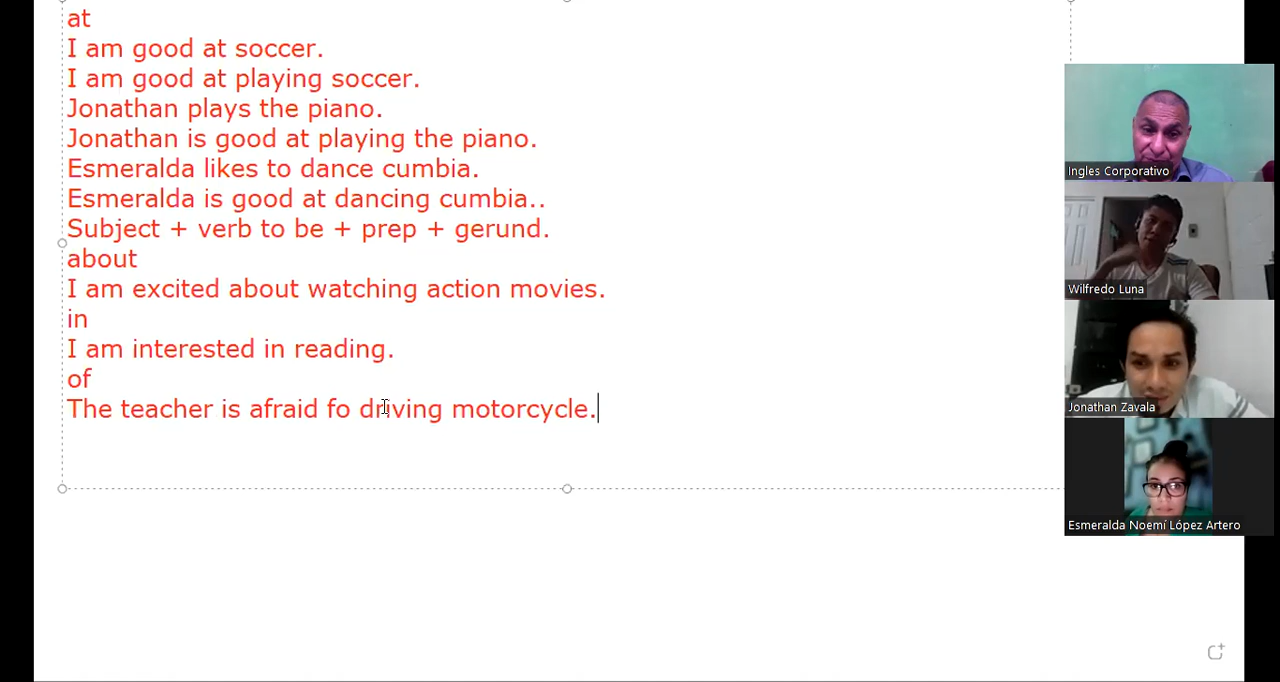 at
I am good at soccer.
I am good at playing soccer.
Jonathan plays the piano.
Jonathan is good at playing the piano.
Esmeralda likes to dance cumbia.
Esmeralda is good at dancing cumbia..
Subject + verb to be + prep + gerund.
about
I am excited about watching action movies.
in
I am interested in reading.
of
The teacher is afraid fo driving motorcycle.
Ingles Corporativo
Wilfredo Luna
Jonathan Zavala
Esmeralda Noemí López Artero